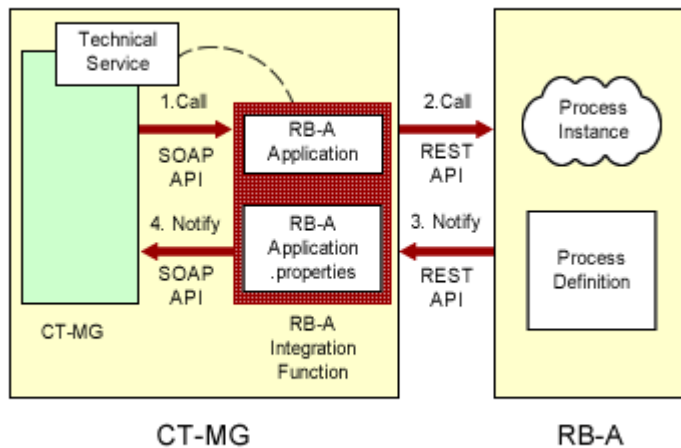 Technical
Service
1.Call
SOAP
API
RB-A
Application
2.Call
REST
API
Process
Instance
4. Notify
SOAP
API
RB-A
Application
.properties
3. Notify
REST
API
Process
Definition
CT-MG
RB-A
Integration
Function
CT-MG
RB-A